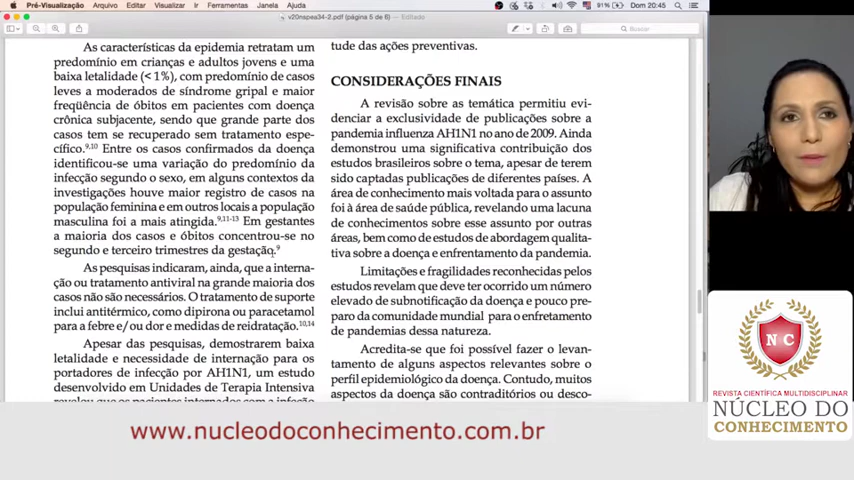 Pré-Visualização Arquivo Editar Visualizar Ir Ferramentas Janela Ajuda
91% Dom 20:45
v20nspea34-2.pdf (página 5 de 6) — Editado
Buscar
As características da epidemia retratam um
predomínio em crianças e adultos jovens e uma
baixa letalidade (< 1%), com predomínio de casos
leves a moderados de síndrome gripal e maior
freqüência de óbitos em pacientes com doença
crônica subjacente, sendo que grande parte dos
casos tem se recuperado sem tratamento espe-
cífico.9,10 Entre os casos confirmados da doença
identificou-se uma variação do predomínio da
infecção segundo o sexo, em alguns contextos da
investigações houve maior registro de casos na
população feminina e em outros locais a população
masculina foi a mais atingida.9,11-13 Em gestantes
a maioria dos casos e óbitos concentrou-se no
segundo e terceiro trimestres da gestação.9
As pesquisas indicaram, ainda, que a interna-
ção ou tratamento antiviral na grande maioria dos
casos não são necessários. O tratamento de suporte
inclui antitérmico, como dipirona ou paracetamol
para a febre e/ou dor e medidas de reidratação.10,14
Apesar das pesquisas, demostrarem baixa
letalidade e necessidade de internação para os
portadores de infecção por AH1N1, um estudo
desenvolvido em Unidades de Terapia Intensiva
revelou que os pacientes internados com a infecção
tude das ações preventivas.
CONSIDERAÇÕES FINAIS
A revisão sobre as temática permitiu evi-
denciar a exclusividade de publicações sobre a
pandemia influenza AH1N1 no ano de 2009. Ainda
demonstrou uma significativa contribuição dos
estudos brasileiros sobre o tema, apesar de terem
sido captadas publicações de diferentes países. A
área de conhecimento mais voltada para o assunto
foi à área de saúde pública, revelando uma lacuna
de conhecimentos sobre esse assunto por outras
áreas, bem como de estudos de abordagem qualita-
tiva sobre a doença e enfrentamento da pandemia.
Limitações e fragilidades reconhecidas pelos
estudos revelam que deve ter ocorrido um número
elevado de subnotificação da doença e pouco pre-
paro da comunidade mundial para o enfretamento
de pandemias dessa natureza.
Acredita-se que foi possível fazer o levan-
tamento de alguns aspectos relevantes sobre o
perfil epidemiológico da doença. Contudo, muitos
aspectos da doença são contraditórios ou desco-
NC
REVISTA CIENTÍFICA MULTIDISCIPLINAR
NÚCLEO DO
CONHECIMENTO
www.nucleodoconhecimento.com.br